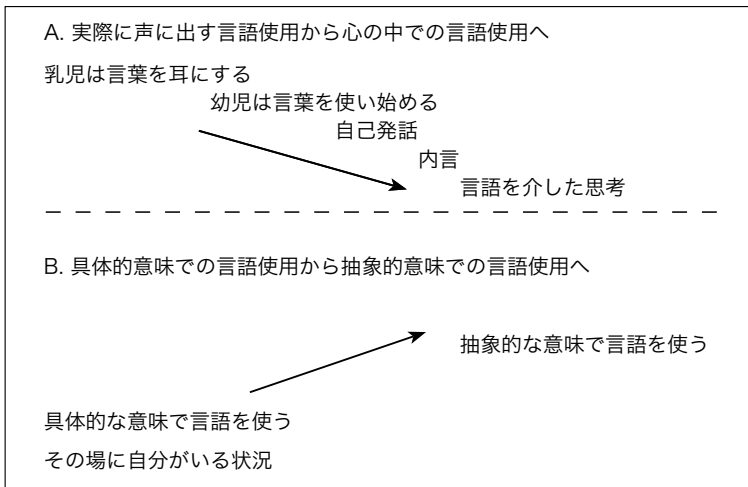 A. 実際に声に出す言語使用から心の中での言語使用へ
乳児は言葉を耳にする
幼児は言葉を使い始める
自己発話
内言
言語を介した思考
B. 具体的意味での言語使用から抽象的意味での言語使用へ
抽象的な意味で言語を使う
具体的な意味で言語を使う
その場に自分がいる状況